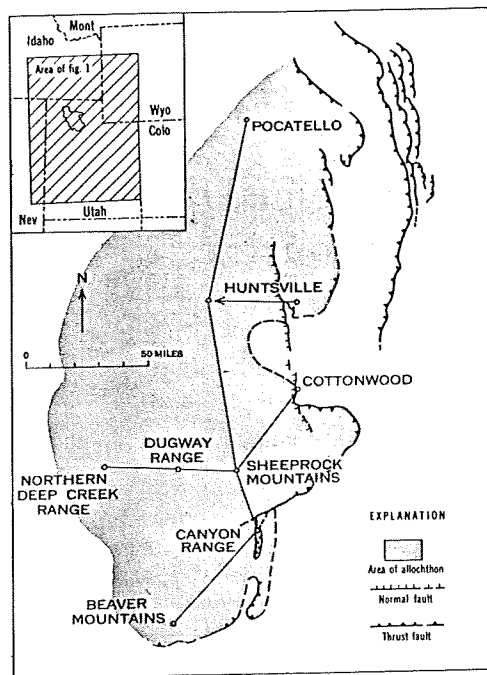 Mont
Idaho
Area of fig. 1
Wyo
Colo
Nev
Utah
POCATELLO
N
HUNTSVILLE
0
50 MILES
COTTONWOOD
DUGWAY
RANGE
NORTHERN
DEEP CREEK
RANGE
SHEEPROCK
MOUNTAINS
CANYON
RANGE
BEAVER
MOUNTAINS
EXPLANATION
Area of allochthon
Normal fault
Thrust fault